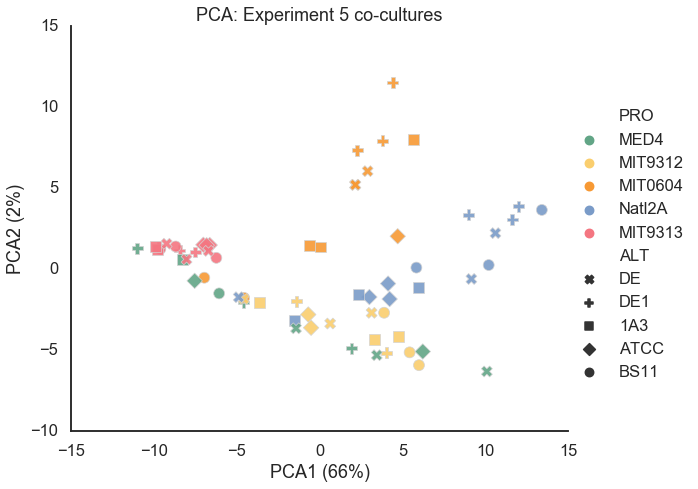 PCA: Experiment 5 co-cultures
15
10
5
0
−5
−10
−15
−10
−5
0
5
10
15
PCA2 (2%)
PCA1 (66%)
PRO
MED4
MIT9312
MIT0604
Natl2A
MIT9313
ALT
DE
DE1
1A3
ATCC
BS11